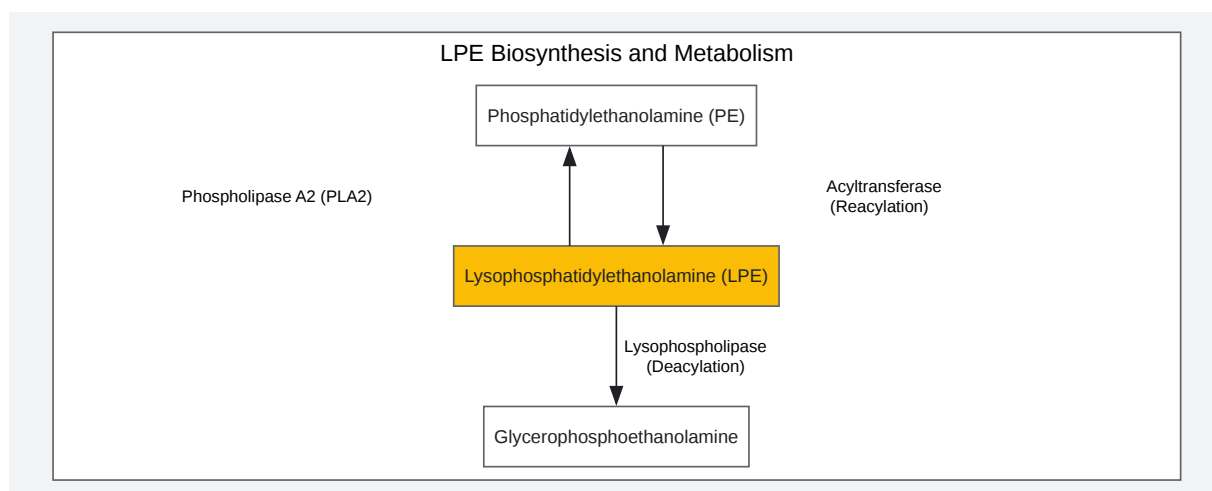 LPE Biosynthesis and Metabolism
Phosphatidylethanolamine (PE)
Phospholipase A2 (PLA2)
Acyltransferase
(Reacylation)
Lysophosphatidylethanolamine (LPE)
Lysophospholipase
(Deacylation)
Glycerophosphoethanolamine